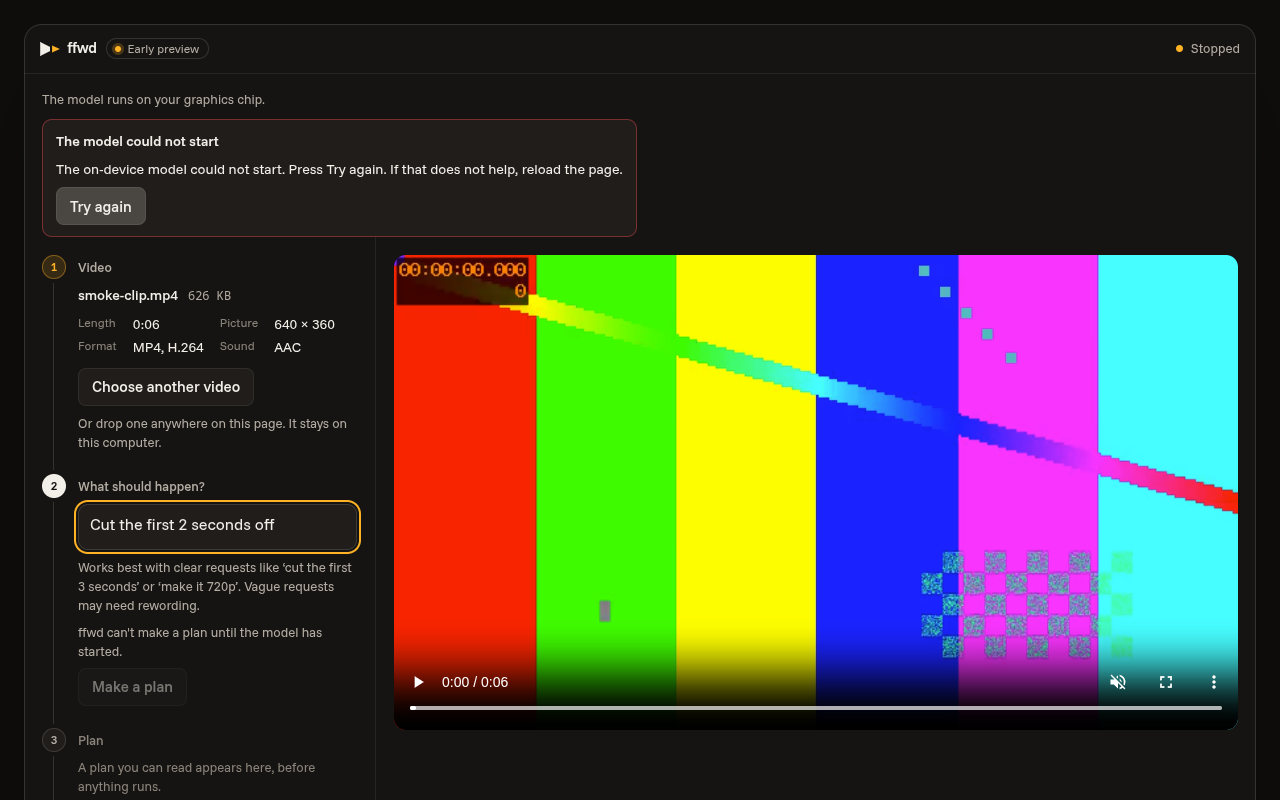 ffwd
Early preview
Stopped
The model runs on your graphics chip.
The model could not start
The on-device model could not start. Press Try again. If that does not help, reload the page.
Try again
1
Video
smoke-clip.mp4 626 KB
Length 0:06 Picture 640 × 360
Format MP4, H.264 Sound AAC
Choose another video
Or drop one anywhere on this page. It stays on
this computer.
2
What should happen?
Cut the first 2 seconds off
Works best with clear requests like ‘cut the first
3 seconds’ or ‘make it 720p’. Vague requests
may need rewording.
ffwd can't make a plan until the model has
started.
Make a plan
3
Plan
A plan you can read appears here, before
anything runs.
00:00:00.000
0
0:00 / 0:06